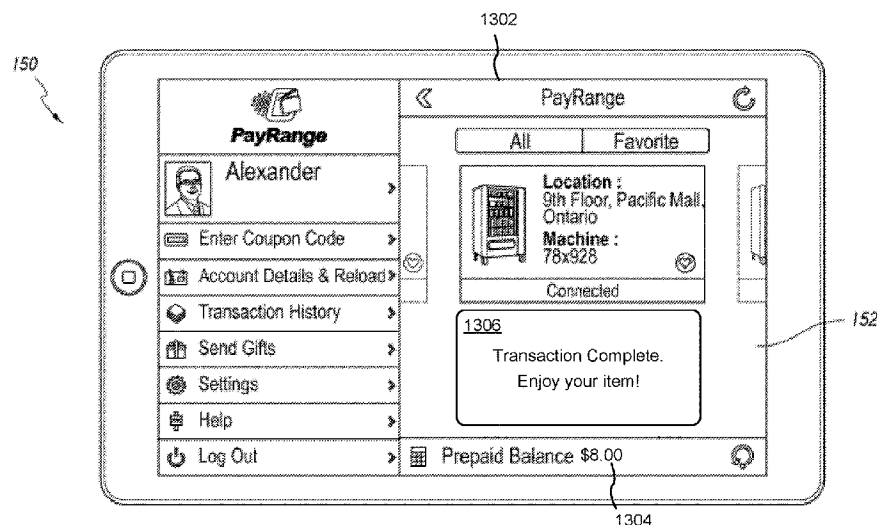 1302
150
PayRange
PayRange
All Favorite
Alexander
Location :
9th Floor, Pacific Mall,
Ontario
Machine :
78x928
Enter Coupon Code
Account Details & Reload
Connected
Transaction History
1306
152
Transaction Complete.
Enjoy your item!
Send Gifts
Settings
Help
Log Out
Prepaid Balance $8.00
1304